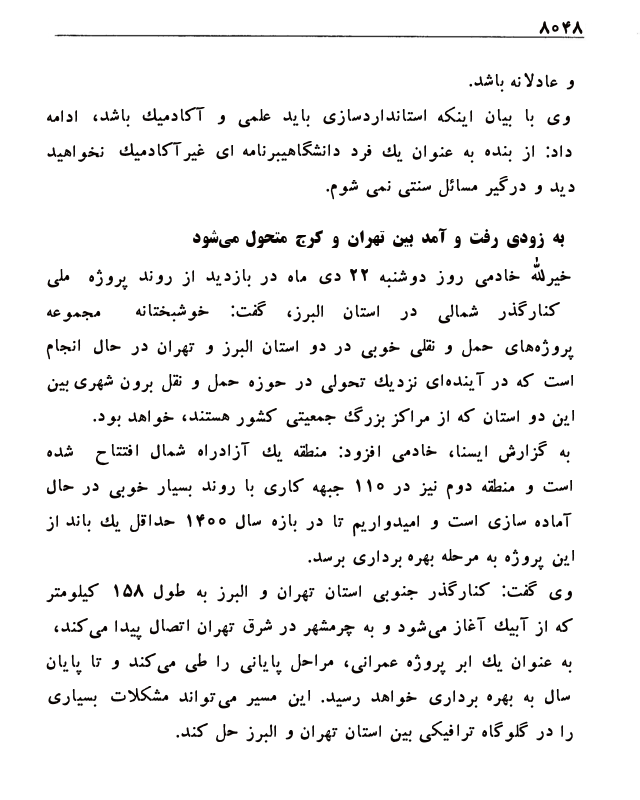 ۸۰۴۸
و عادلانه باشد.
وی با بیان اینکه استانداردسازی باید علمی و آکادمیك باشد، ادامه
داد: از بنده به عنوان یك فرد دانشگاهیبرنامه ای غیرآکادمیك نخواهید
دید و درگیر مسائل سنتی نمی شوم.
به زودی رفت و آمد بین تهران و کرج متحول می‌شود
خیرالله خادمی روز دوشنبه ۲۲ دی ماه در بازدید از روند پروژه ملی
کنارگذر شمالی در استان البرز، گفت: خوشبختانه مجموعه
پروژه‌های حمل و نقلی خوبی در دو استان البرز و تهران در حال انجام
است که در آینده‌ای نزدیك تحولی در حوزه حمل و نقل برون شهری بین
این دو استان که از مراکز بزرگ جمعیتی کشور هستند، خواهد بود.
به گزارش ایسنا، خادمی افزود: منطقه یك آزادراه شمال افتتاح شده
است و منطقه دوم نیز در ۱۱۰ جبهه کاری با روند بسیار خوبی در حال
آماده سازی است و امیدواریم تا در بازه سال ۱۴۰۰ حداقل یك باند از
این پروژه به مرحله بهره برداری برسد.
وی گفت: کنارگذر جنوبی استان تهران و البرز به طول ۱۵۸ کیلومتر
که از آبیك آغاز می‌شود و به چرمشهر در شرق تهران اتصال پیدا می‌کند،
به عنوان یك ابر پروژه عمرانی، مراحل پایانی را طی می‌کند و تا پایان
سال به بهره برداری خواهد رسید. این مسیر می‌تواند مشکلات بسیاری
را در گلوگاه ترافیکی بین استان تهران و البرز حل کند.